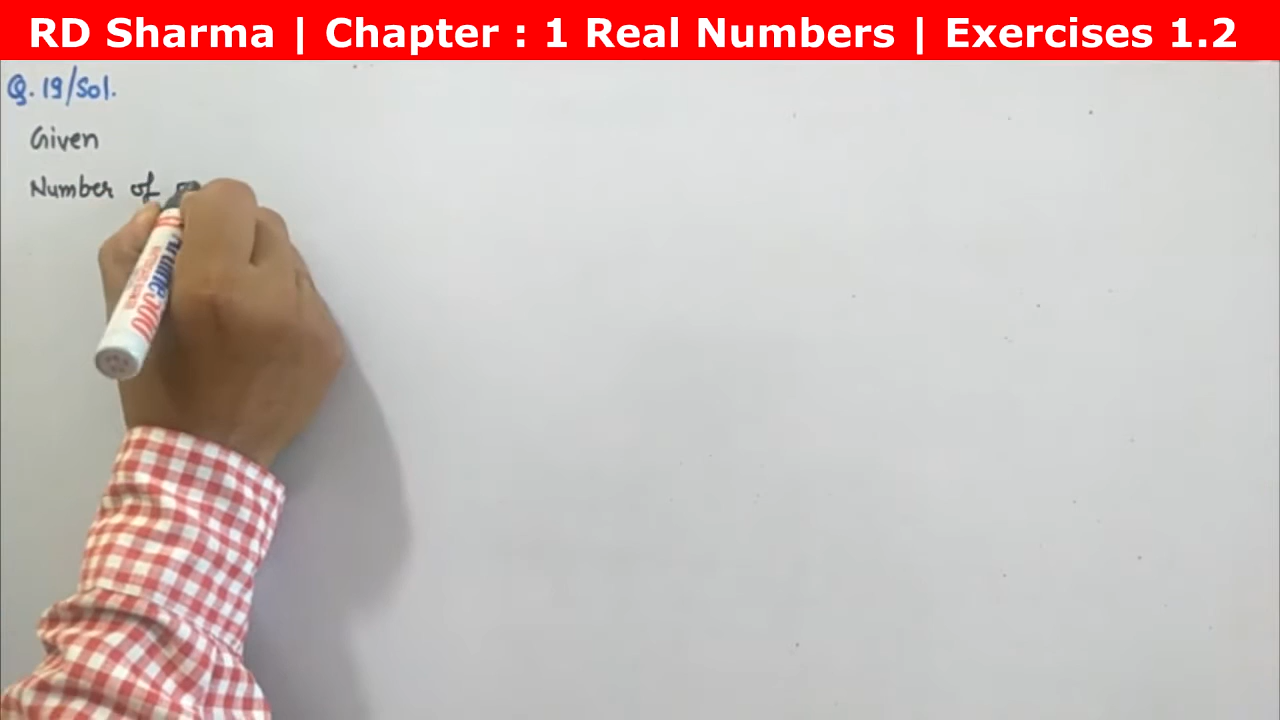 RD Sharma | Chapter : 1 Real Numbers | Exercises 1.2
Q. 19/Sol.
Given
Number of